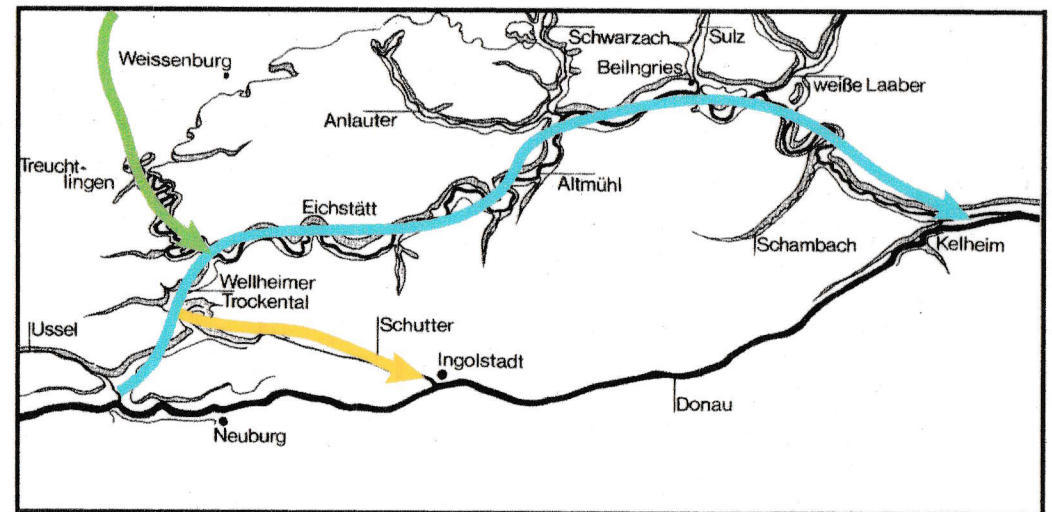 Schwarzach
Sulz
Weissenburg
Beilngries
weiße Laaber
Anlauter
Treucht-
lingen
Altmühl
Eichstätt
Schambach
Kelheim
Wellheimer
Trockental
Ussel
Schutter
Ingolstadt
Donau
Neuburg